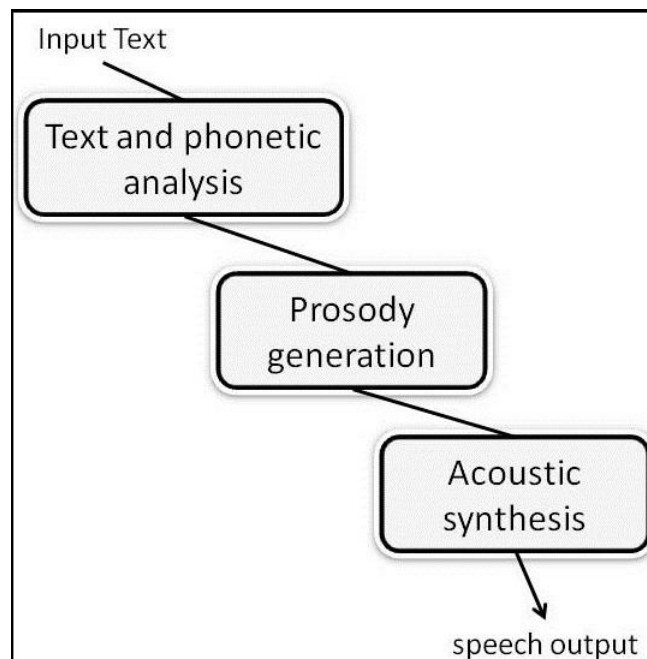 Input Text
Text and phonetic
analysis
Prosody
generation
Acoustic
synthesis
speech output